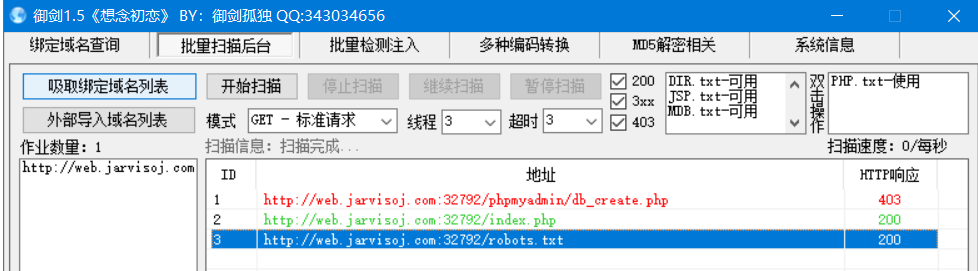 御剑1.5《想念初恋》 BY：御剑孤独 QQ:343034656
绑定域名查询 批量扫描后台 批量检测注入 多种编码转换 MD5解密相关 系统信息
吸取绑定域名列表 开始扫描 停止扫描 继续扫描 暂停扫描 200
3xx
403
DIR.txt-可用
JSP.txt-可用
MDB.txt-可用
双击操作
PHP.txt-使用
外部导入域名列表 模式 GET - 标准请求 线程 3 超时 3
作业数量：1 扫描信息：扫描完成... 扫描速度：0/每秒
http://web.jarvisoj.com
ID 地址 HTTP响应
1 http://web.jarvisoj.com:32792/phpmyadmin/db_create.php 403
2 http://web.jarvisoj.com:32792/index.php 200
3 http://web.jarvisoj.com:32792/robots.txt 200